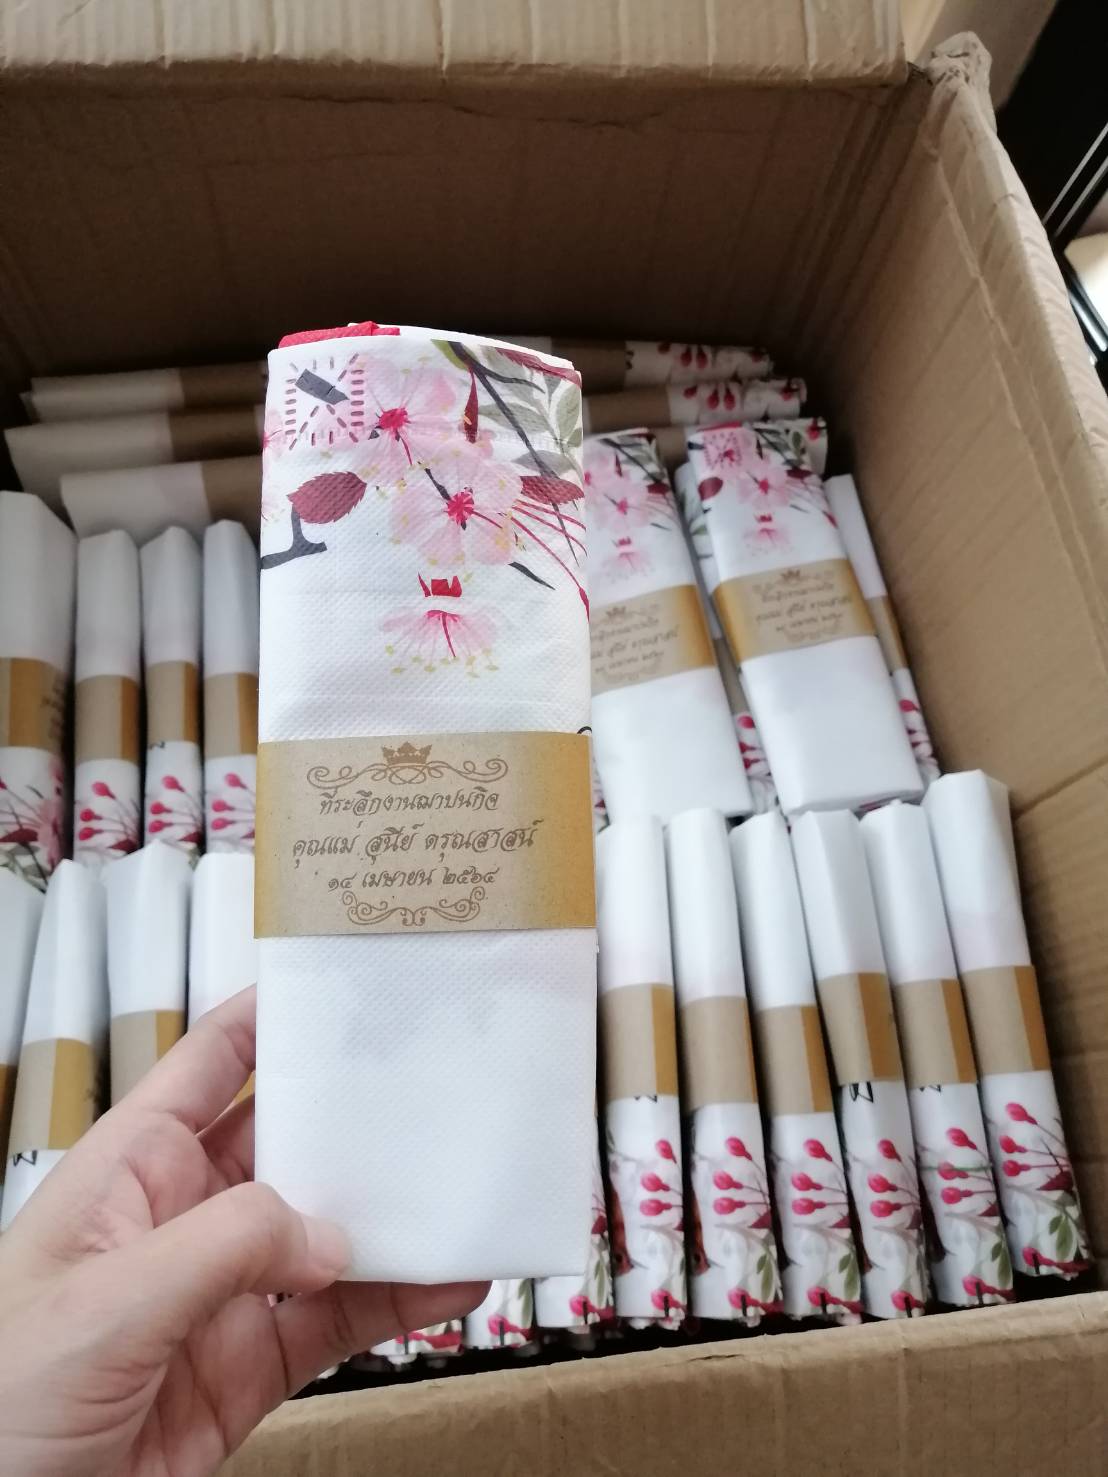 ที่ระลึกงานฌาปนกิจ
คุณแม่ สุนีย์ ดรุณสาสน์
๑๔ เมษายน ๒๕๖๔